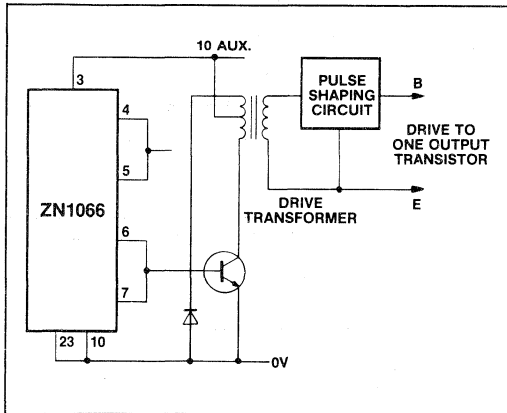 10 AUX.
3
PULSE
SHAPING
CIRCUIT
B
4
DRIVE TO
ONE OUTPUT
TRANSISTOR
5
ZN1066
DRIVE
TRANSFORMER
E
6
7
23
10
0V